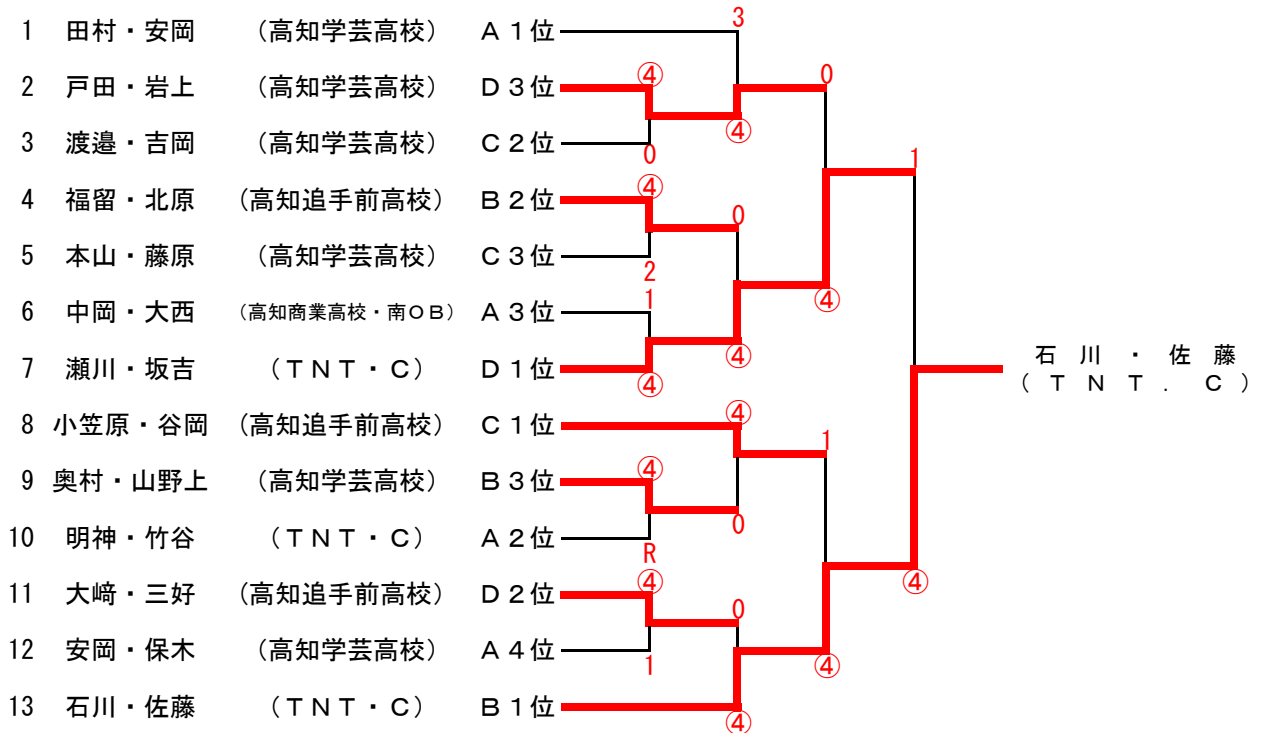 1 田村・安岡 (高知学芸高校) A1位 3
2 戸田・岩上 (高知学芸高校) D3位 ④ 0
④
3 渡邉・吉岡 (高知学芸高校) C2位 0 1
4 福留・北原 (高知追手前高校) B2位 ④ 0
5 本山・藤原 (高知学芸高校) C3位 2
④
6 中岡・大西 (高知商業高校・南OB) A3位 1
④
7 瀬川・坂吉 (TNT・C) D1位 ④
石川・佐藤
(TNT.C)
8 小笠原・谷岡 (高知追手前高校) C1位 ④ 1
9 奥村・山野上 (高知学芸高校) B3位 ④
0
10 明神・竹谷 (TNT・C) A2位 R
④
11 大﨑・三好 (高知追手前高校) D2位 ④ 0
12 安岡・保木 (高知学芸高校) A4位 1 ④
13 石川・佐藤 (TNT・C) B1位 ④